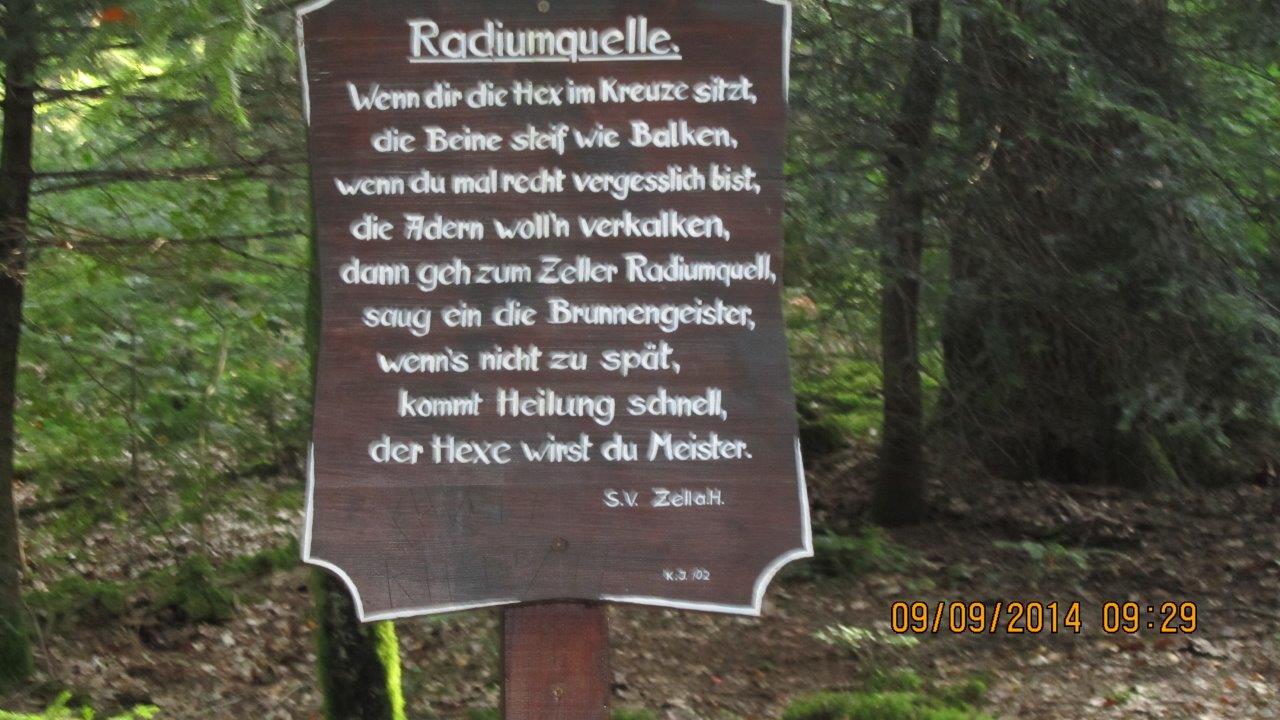 Radiumquelle.
Wenn dir die Hex im Kreuze sitzt,
die Beine steif wie Balken,
wenn du mal recht vergesslich bist,
die Adern woll'n verkalken,
dann geh zum Zeller Radiumquell,
saug ein die Brunnengeister,
wenn's nicht zu spät,
kommt Heilung schnell,
der Hexe wirst du Meister.
S.V. Zell a.H.
K.J. '02
09/09/2014 09:29